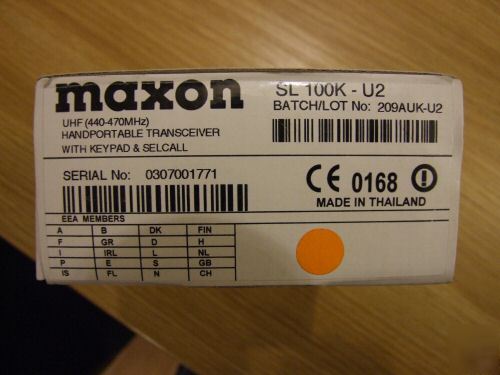 maxon
UHF (440-470MHz)
HANDPORTABLE TRANSCEIVER
WITH KEYPAD & SELCALL
SL 100K - U2
BATCH/LOT No: 209AUK-U2
SERIAL No: 0307001771
CE 0168
MADE IN THAILAND
EEA MEMBERS
A B DK FIN
F GR D H
I IRL L NL
P E S GB
IS FL N CH